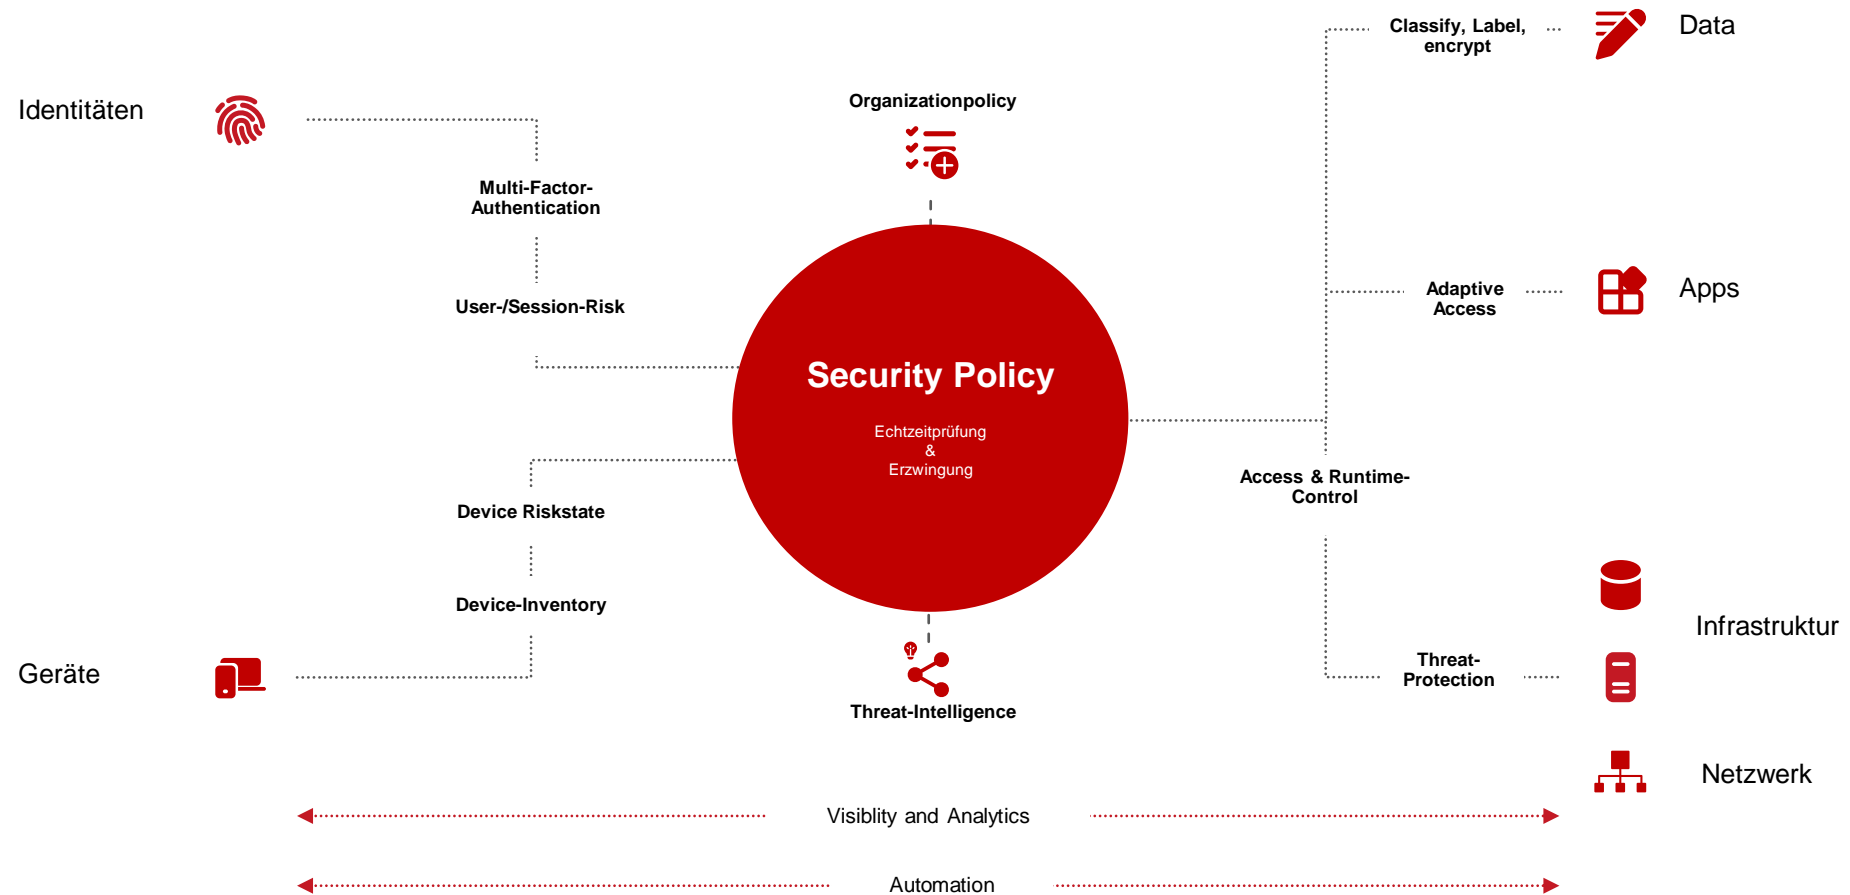 Identitäten
Multi-Factor-
Authentication
User-/Session-Risk
Device Riskstate
Device-Inventory
Geräte
Organizationpolicy
Security Policy
Echtzeitprüfung
&
Erzwingung
Threat-Intelligence
Classify, Label,
encrypt
Data
Adaptive
Access
Apps
Access & Runtime-
Control
Infrastruktur
Threat-
Protection
Netzwerk
Visiblity and Analytics
Automation